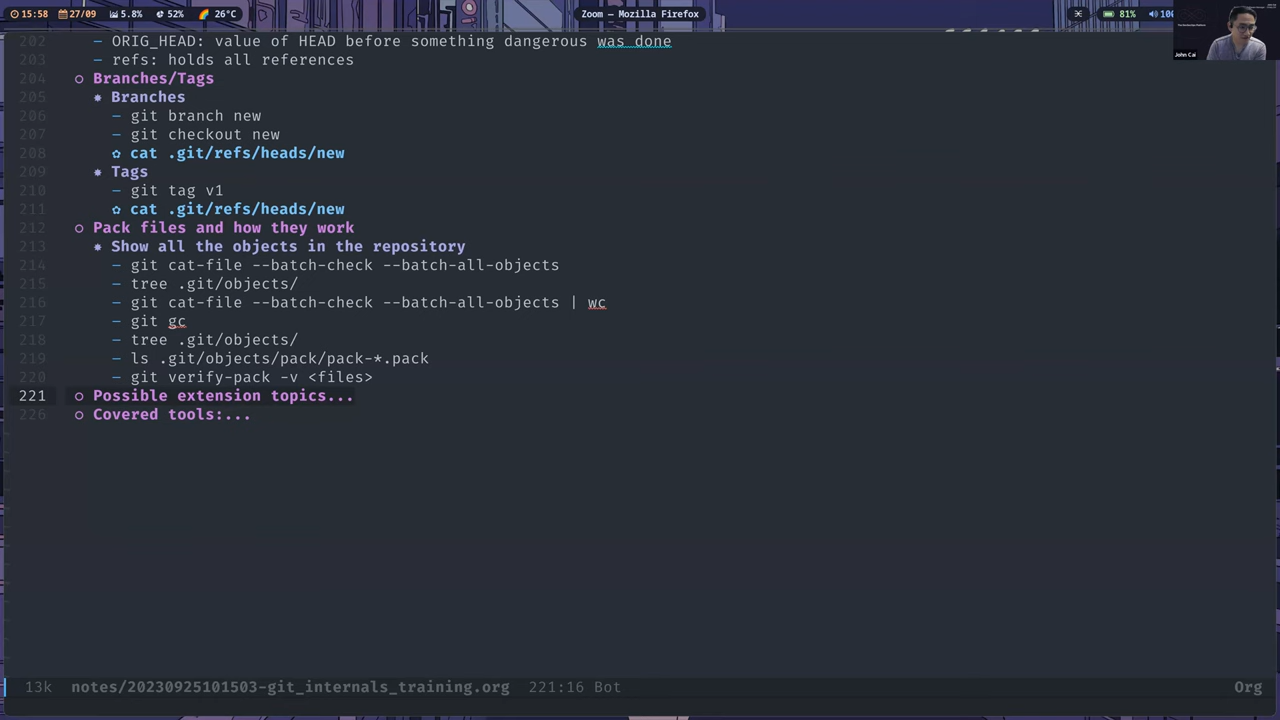 15:58 27/09 5.8% 52% 26°C Zoom — Mozilla Firefox 81%
John Cai
202 – ORIG_HEAD: value of HEAD before something dangerous was done
203 – refs: holds all references
204 Branches/Tags
205 Branches
206 – git branch new
207 – git checkout new
208 cat .git/refs/heads/new
209 Tags
210 – git tag v1
211 cat .git/refs/heads/new
212 Pack files and how they work
213 Show all the objects in the repository
214 – git cat-file --batch-check --batch-all-objects
215 – tree .git/objects/
216 – git cat-file --batch-check --batch-all-objects | wc
217 – git gc
218 – tree .git/objects/
219 – ls .git/objects/pack/pack-*.pack
220 – git verify-pack -v <files>
221 Possible extension topics...
226 Covered tools:...
13k notes/20230925101503-git_internals_training.org 221:16 Bot Org